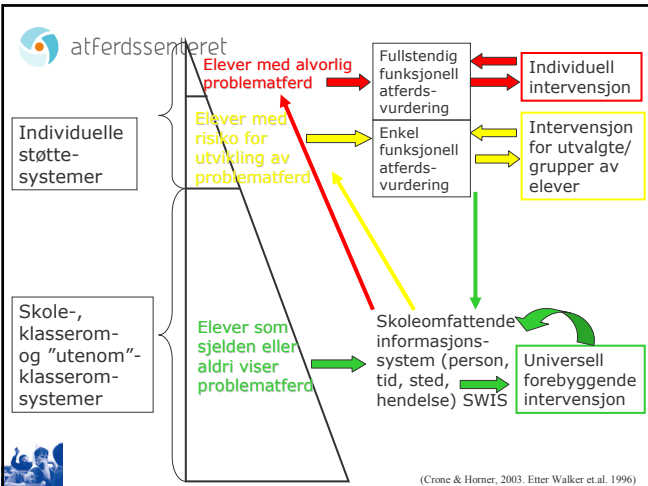 atferdssenteret
Elever med alvorlig
problematferd
Fullstendig
funksjonell
atferds-
vurdering
Individuell
intervensjon
Individuelle
støtte-
systemer
Elever med
risiko for
utvikling av
problematferd
Enkel
funksjonell
atferds-
vurdering
Intervensjon
for utvalgte/
grupper av
elever
Skole-,
klasserom-
og ”utenom”-
klasserom-
systemer
Elever som
sjelden eller
aldri viser
problematferd
Skoleomfattende
informasjons-
system (person,
tid, sted,
hendelse) SWIS
Universell
forebyggende
intervensjon
(Crone & Horner, 2003. Etter Walker et.al. 1996)